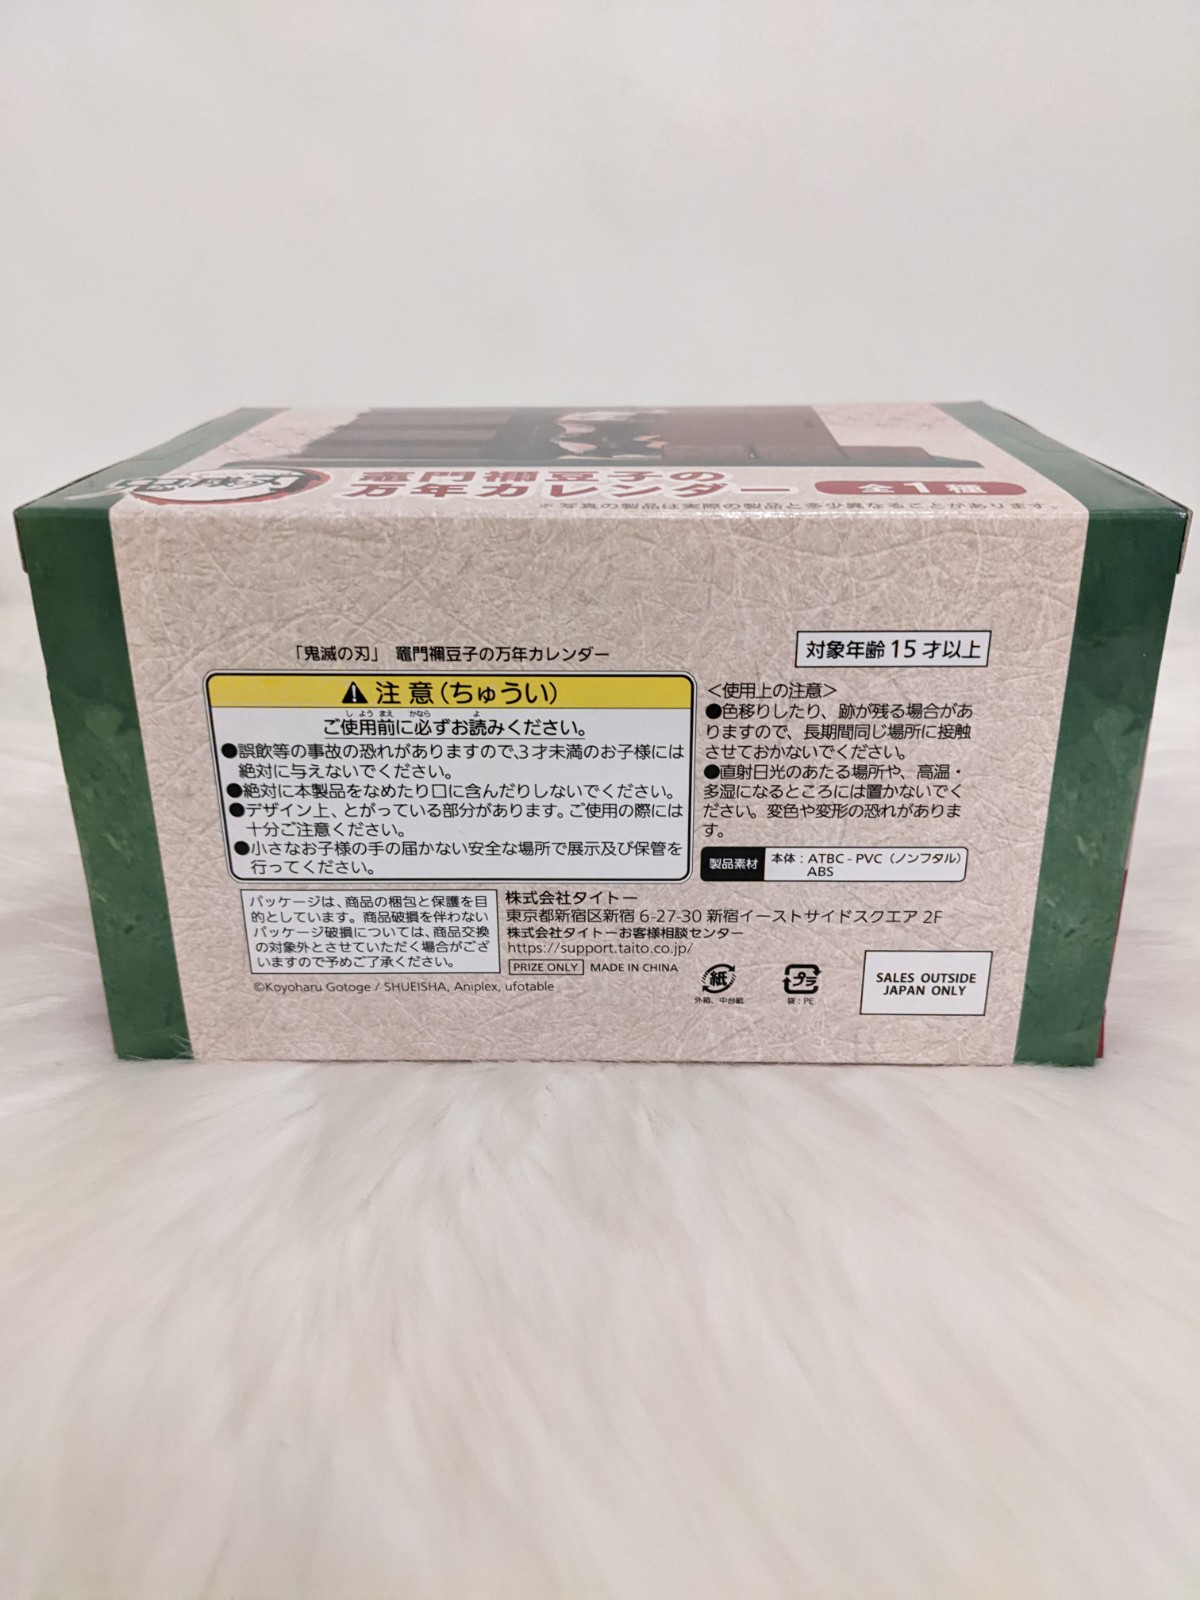 竈門禰豆子の
万年カレンダー
全1種
※写真の製品は実際の製品と多少異なることがあります。
「鬼滅の刃」 竈門禰豆子の万年カレンダー
注意(ちゅうい)
しようまえ かなら よ
ご使用前に必ずお読みください。
●誤飲等の事故の恐れがありますので、3才未満のお子様には
絶対に与えないでください。
●絶対に本製品をなめたり口に含んだりしないでください。
●デザイン上、とがっている部分があります。ご使用の際には
十分ご注意ください。
●小さなお子様の手の届かない安全な場所で展示及び保管を
行ってください。
対象年齢15才以上
<使用上の注意>
●色移りしたり、跡が残る場合があ
りますので、長期間同じ場所に接触
させておかないでください。
●直射日光のあたる場所や、高温・
多湿になるところには置かないでく
ださい。変色や変形の恐れがありま
す。
製品素材
本体:ATBC-PVC(ノンフタル)
ABS
パッケージは、商品の梱包と保護を目
的としています。商品破損を伴わない
パッケージ破損については、商品交換
の対象外とさせていただく場合がござ
いますので予めご了承ください。
株式会社タイトー
東京都新宿区新宿 6-27-30 新宿イーストサイドスクエア 2F
株式会社タイトーお客様相談センター
https://support.taito.co.jp/
PRIZE ONLY MADE IN CHINA
©Koyoharu Gotoge / SHUEISHA, Aniplex, ufotable
紙
外箱、中台紙
プラ
袋:PE
SALES OUTSIDE
JAPAN ONLY